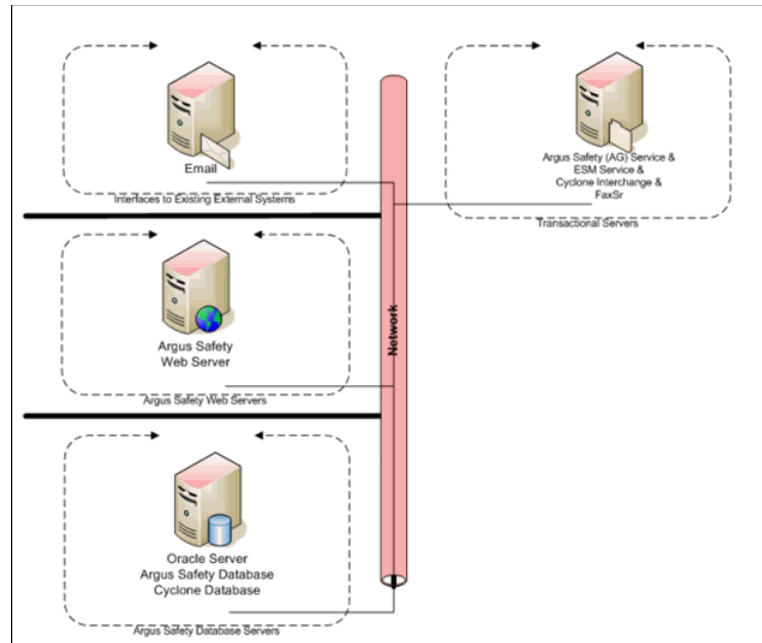 Email
Interfaces to Existing External Systems
Argus Safety (AG) Service &
ESM Service &
Cyclone Interchange &
FaxSr
Transactional Servers
Network
Argus Safety
Web Server
Argus Safety Web Servers
Oracle Server
Argus Safety Database
Cyclone Database
Argus Safety Database Servers